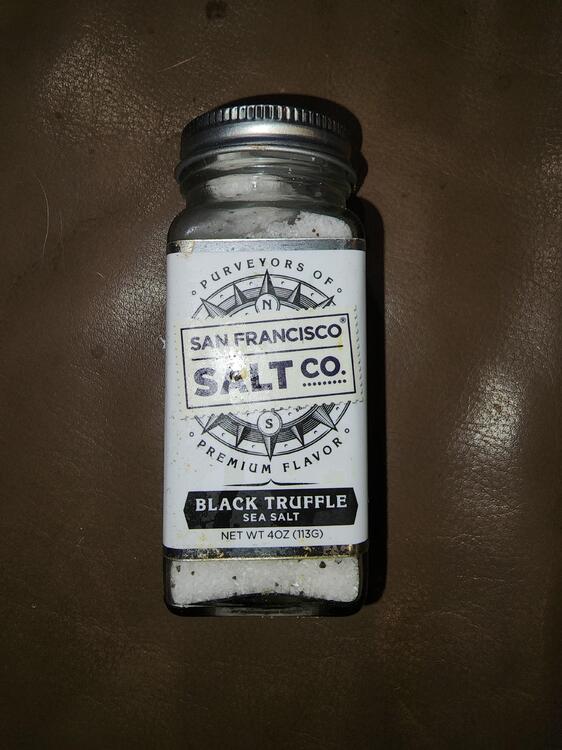 PURVEYORS OF
N
SAN FRANCISCO®
SALT CO.
S
PREMIUM FLAVOR
BLACK TRUFFLE
SEA SALT
NET WT 4OZ (113G)